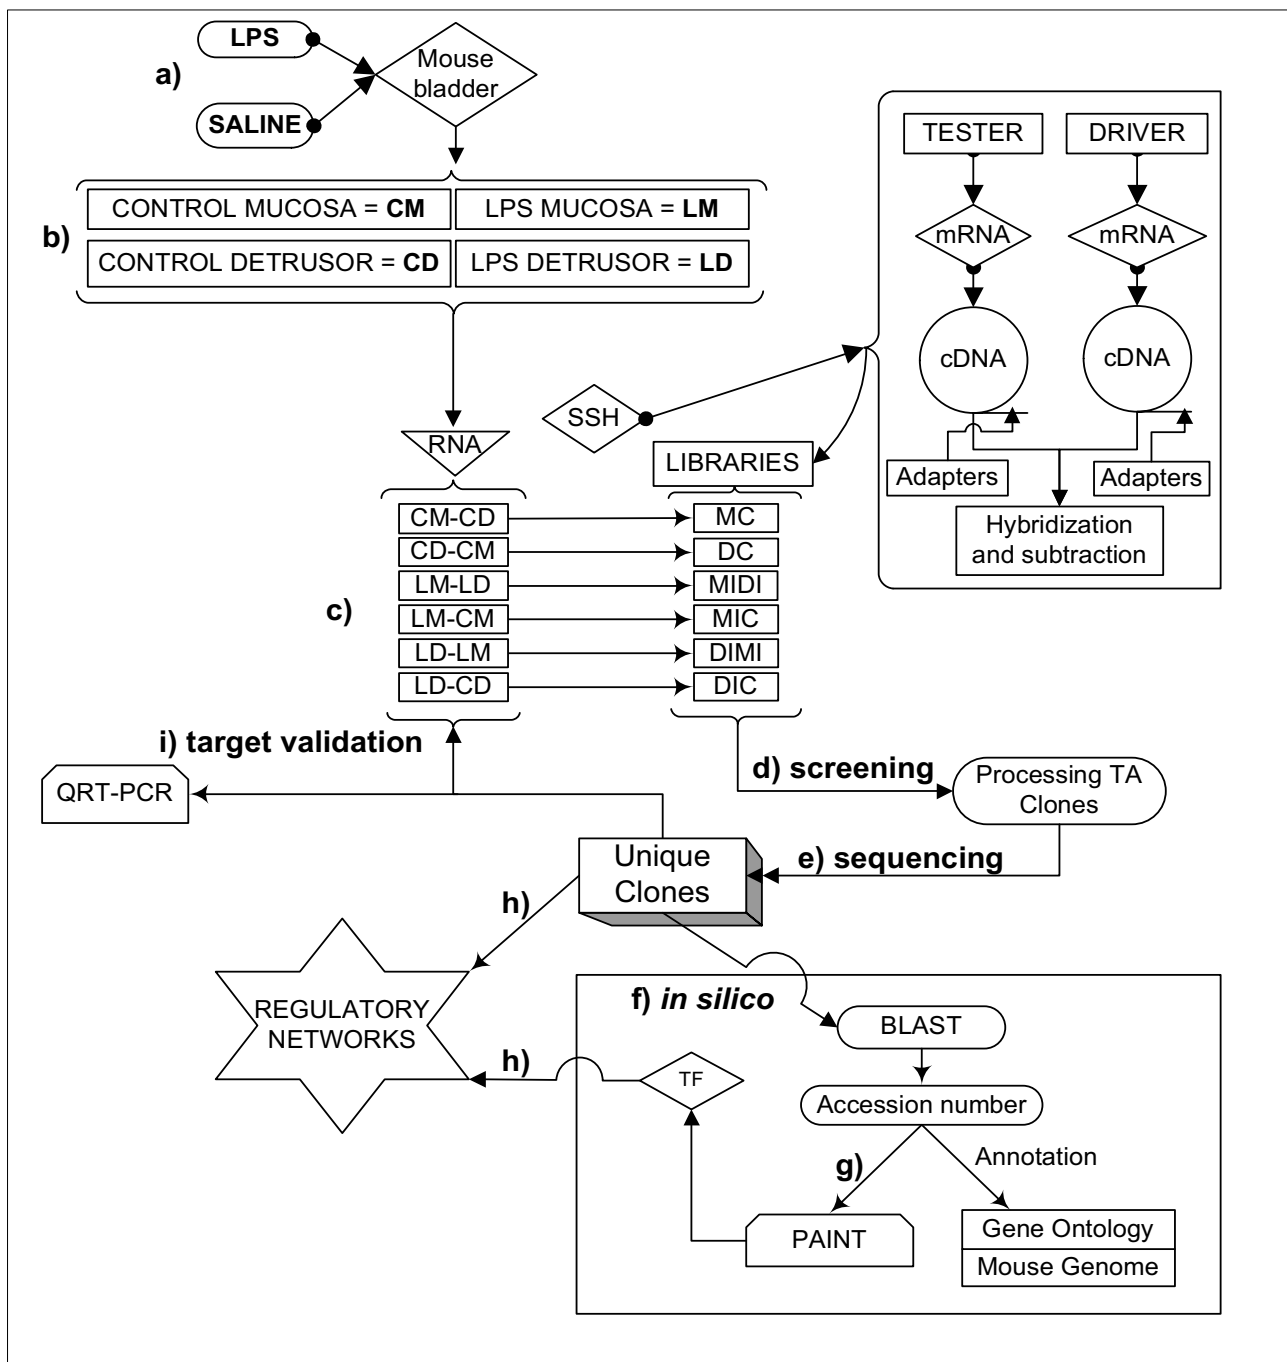 LPS
a)
Mouse
bladder
SALINE
b)
CONTROL MUCOSA = CM
LPS MUCOSA = LM
CONTROL DETRUSOR = CD
LPS DETRUSOR = LD
TESTER
DRIVER
mRNA
mRNA
cDNA
cDNA
Adapters
Adapters
Hybridization
and subtraction
SSH
RNA
LIBRARIES
c)
CM-CD
MC
CD-CM
DC
LM-LD
MIDI
LM-CM
MIC
LD-LM
DIMI
LD-CD
DIC
i) target validation
QRT-PCR
d) screening
Processing TA
Clones
e) sequencing
Unique
Clones
h)
REGULATORY
NETWORKS
h)
f) in silico
BLAST
TF
Accession number
g)
Annotation
PAINT
Gene Ontology
Mouse Genome